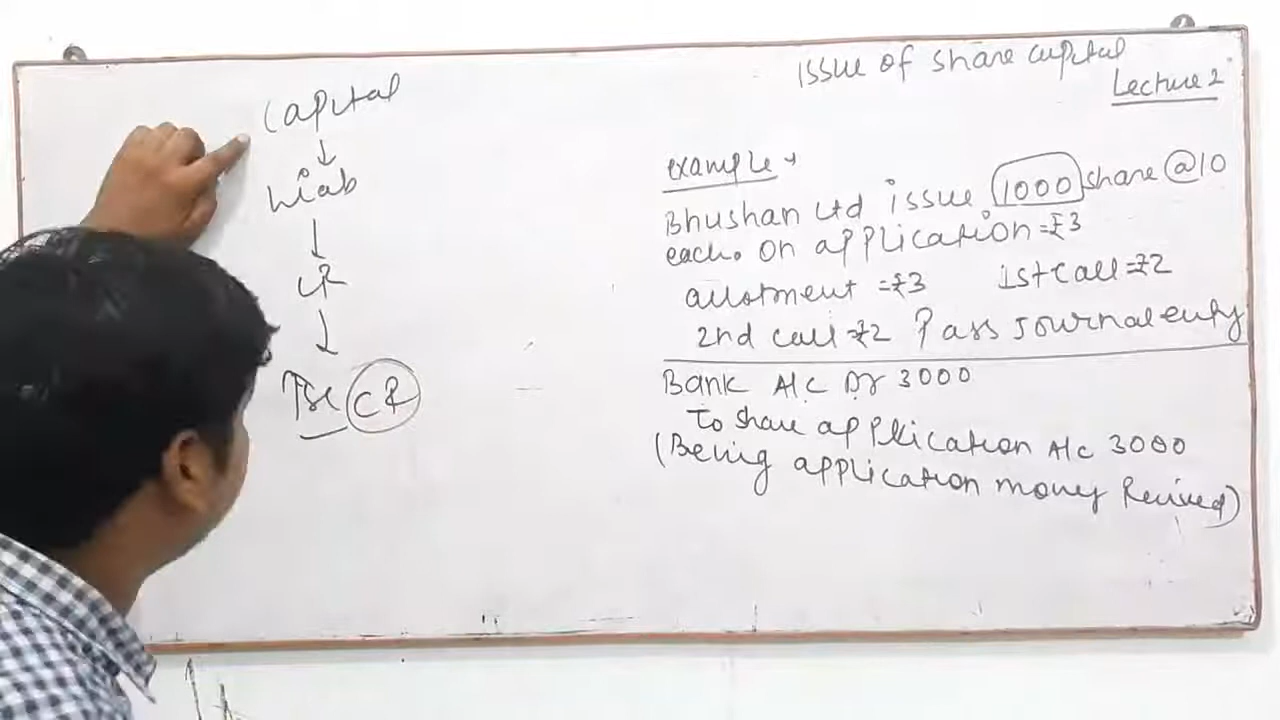 Issue of share capital
Lecture 2
Capital
↓
Liab
↓
CR
↓
CR
example →
Bhushan Ltd issue 1000 share @10
each. On application =₹3
allotment =₹3 1st call =₹2
2nd call =₹2 Pass Journal entry
Bank A/c Dr 3000
To share application A/c 3000
(Being application money Received)